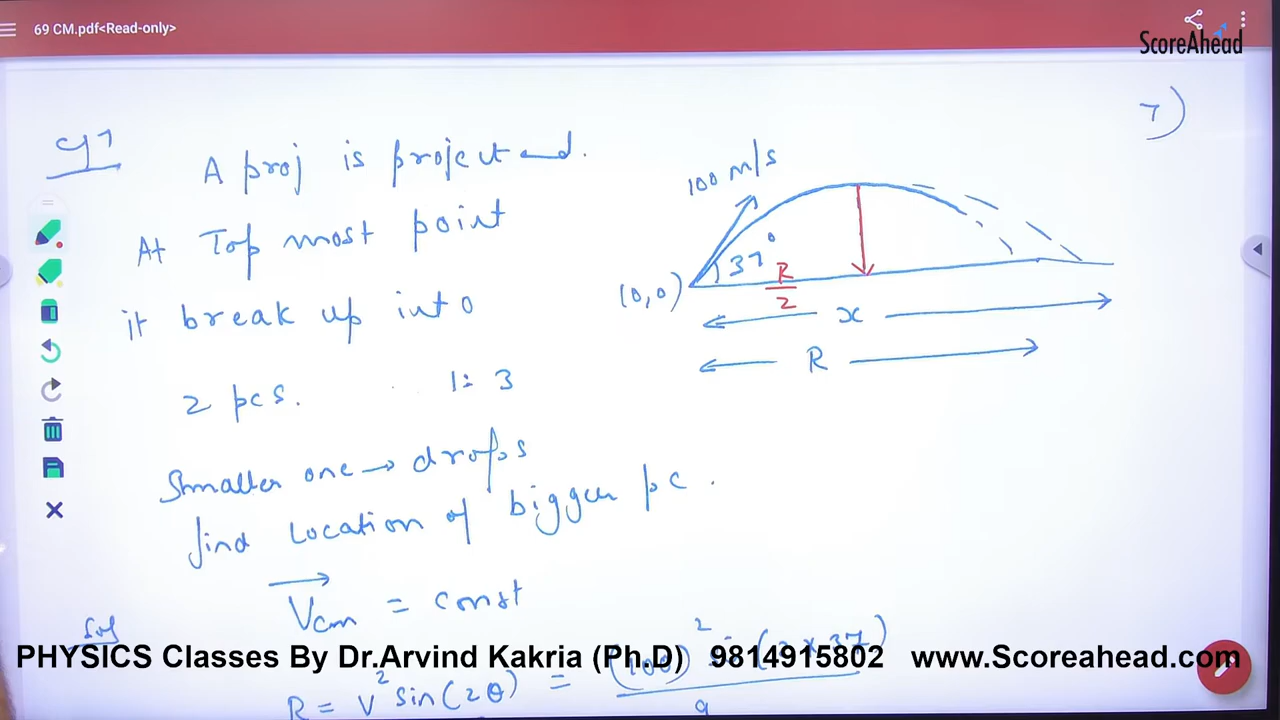 69 CM.pdf<Read-only>
ScoreAhead
7)
A proj is projected.
At Top most point
it break up into
2 pcs. 1: 3
Smaller one → drops
find location of bigger pc.
V⃗cm = const
100 m/s
37°
(0,0)
R/2
x
R
Sol
R = V² sin(2θ) = (100)² sin(2×37)
PHYSICS Classes By Dr.Arvind Kakria (Ph.D) 9814915802 www.Scoreahead.com